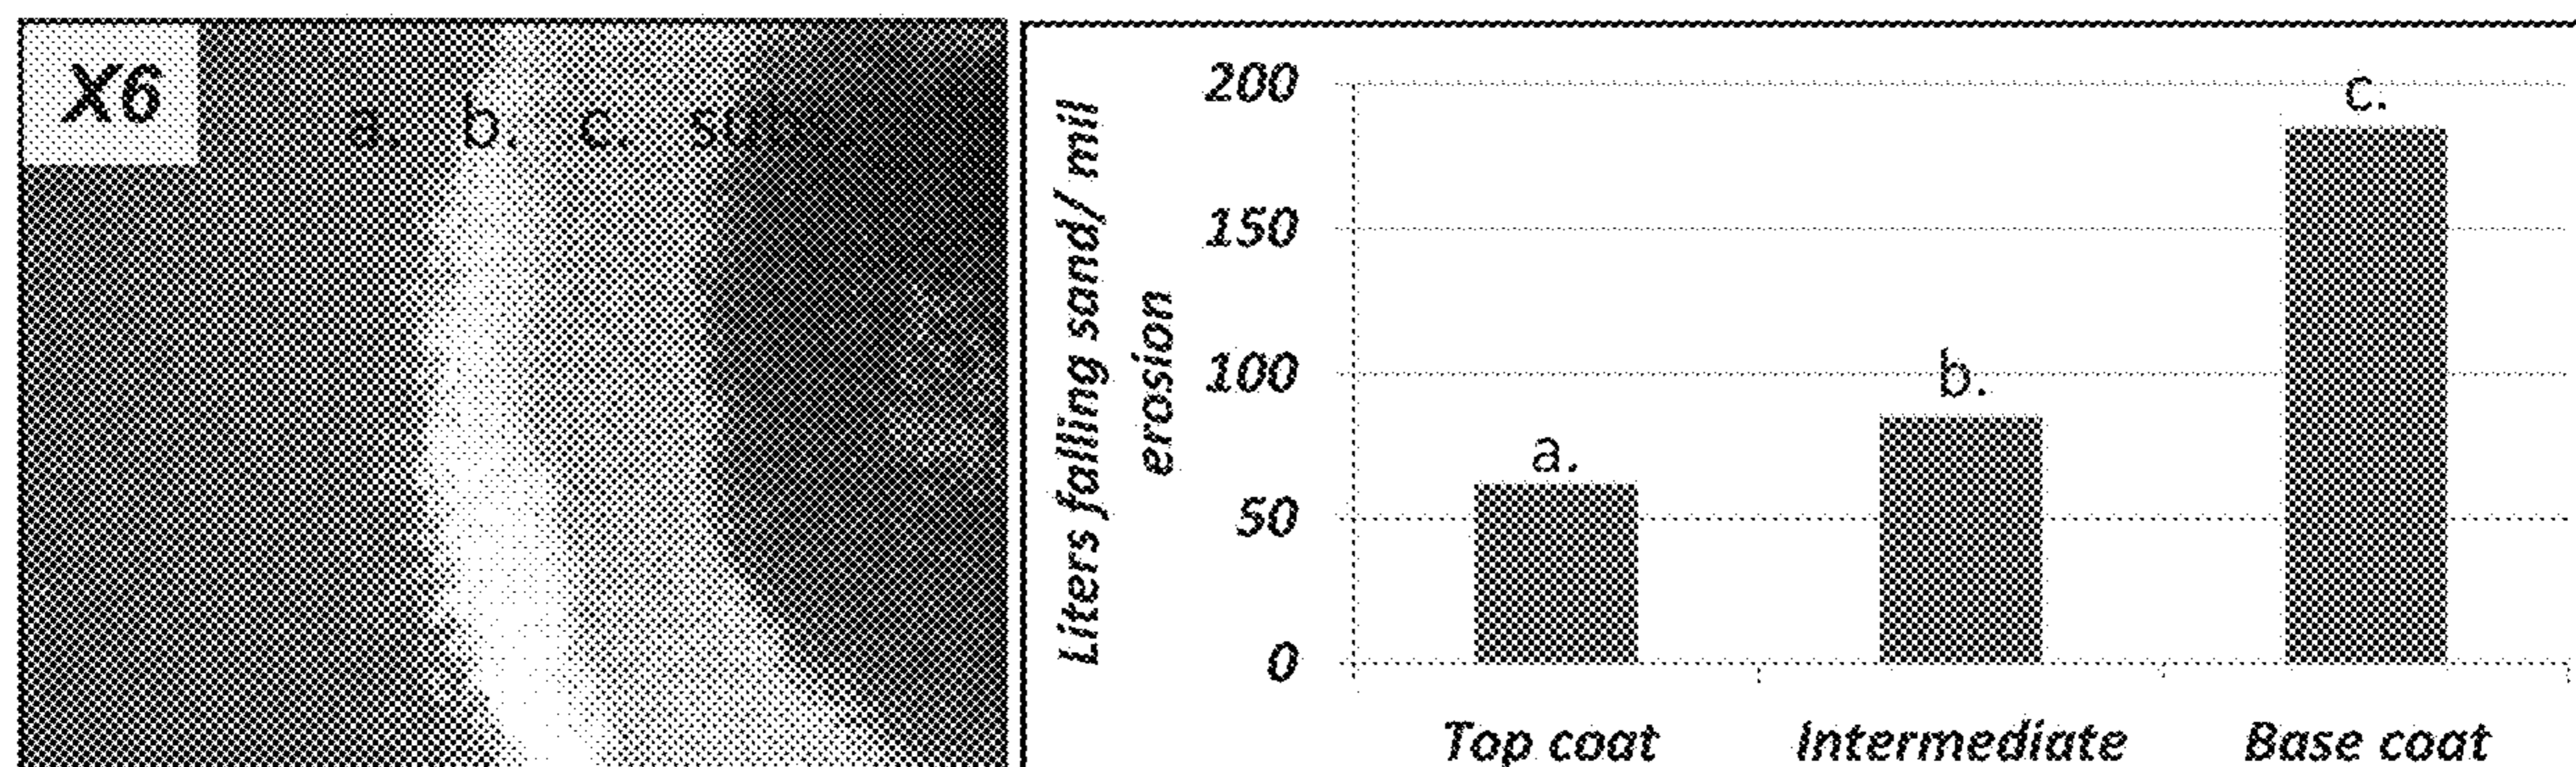 X6
a. b. c.
Liters falling sand/ mil
erosion
200
150
100
50
0
a.
b.
c.
Top coat
Intermediate
Base coat